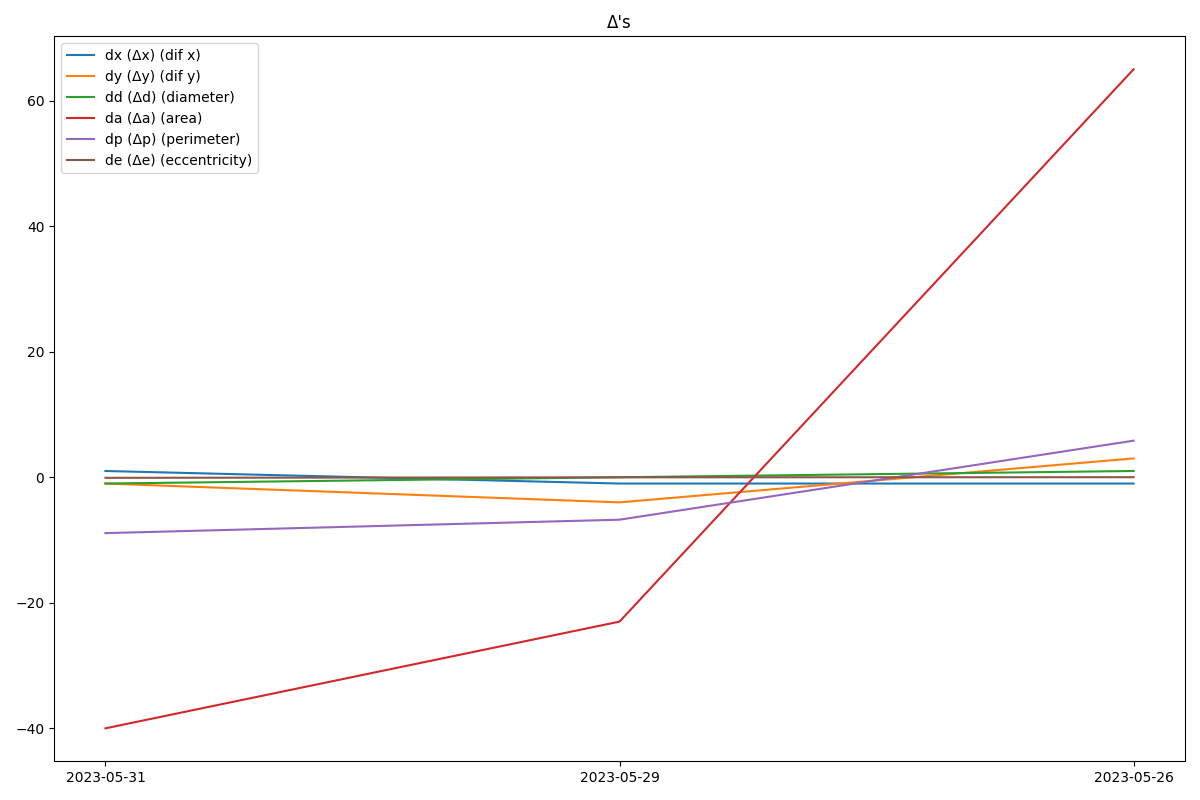 Δ's
dx (Δx) (dif x)
dy (Δy) (dif y)
dd (Δd) (diameter)
da (Δa) (area)
dp (Δp) (perimeter)
de (Δe) (eccentricity)
60
40
20
0
−20
−40
2023-05-31 2023-05-29 2023-05-26